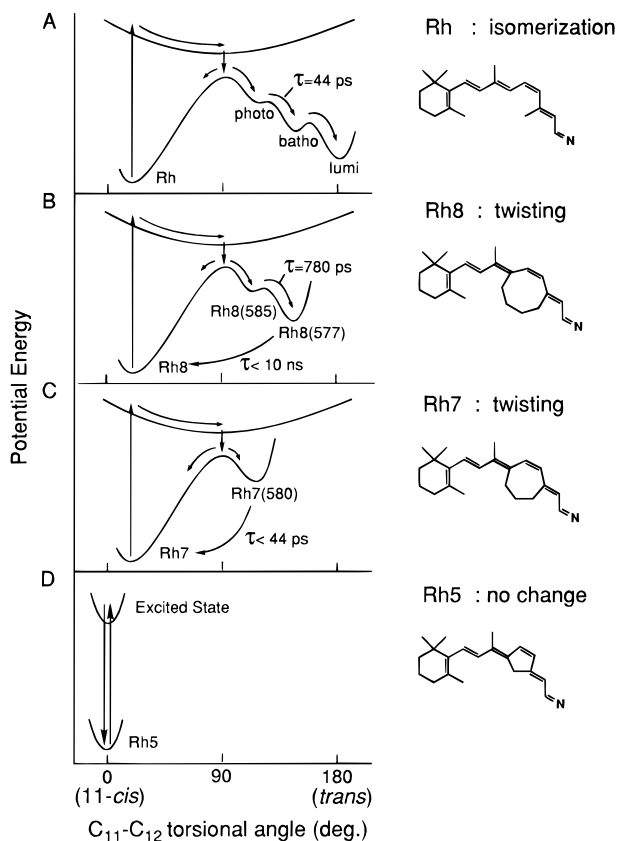 A
Rh : isomerization
τ=44 ps
photo
batho
lumi
Rh
N
B
Rh8 : twisting
τ=780 ps
Rh8(585)
Rh8(577)
Rh8
τ< 10 ns
N
C
Rh7 : twisting
Rh7(580)
τ< 44 ps
Rh7
N
D
Rh5 : no change
Excited State
Rh5
N
Potential Energy
0 90 180
(11-cis) (trans)
C₁₁-C₁₂ torsional angle (deg.)